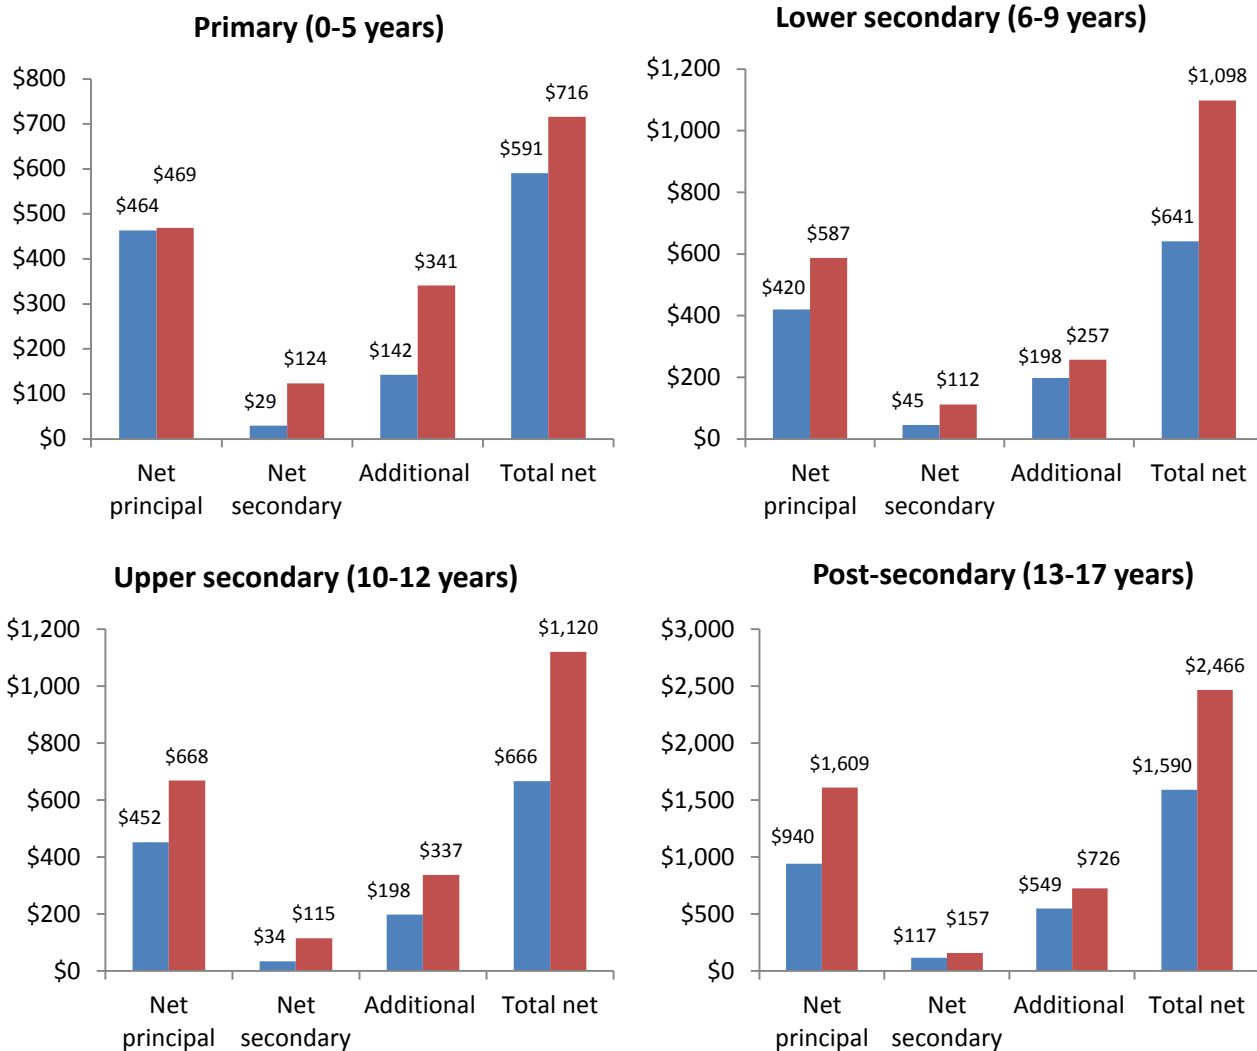 Primary (0-5 years)
$800
$700
$600
$500
$400
$300
$200
$100
$0
$464
$469
$29
$124
$142
$341
$591
$716
Net
principal
Net
secondary
Additional
Total net
Lower secondary (6-9 years)
$1,200
$1,000
$800
$600
$400
$200
$0
$420
$587
$45
$112
$198
$257
$641
$1,098
Net
principal
Net
secondary
Additional
Total net
Upper secondary (10-12 years)
$1,200
$1,000
$800
$600
$400
$200
$0
$452
$668
$34
$115
$198
$337
$666
$1,120
Net
principal
Net
secondary
Additional
Total net
Post-secondary (13-17 years)
$3,000
$2,500
$2,000
$1,500
$1,000
$500
$0
$940
$1,609
$117
$157
$549
$726
$1,590
$2,466
Net
principal
Net
secondary
Additional
Total net